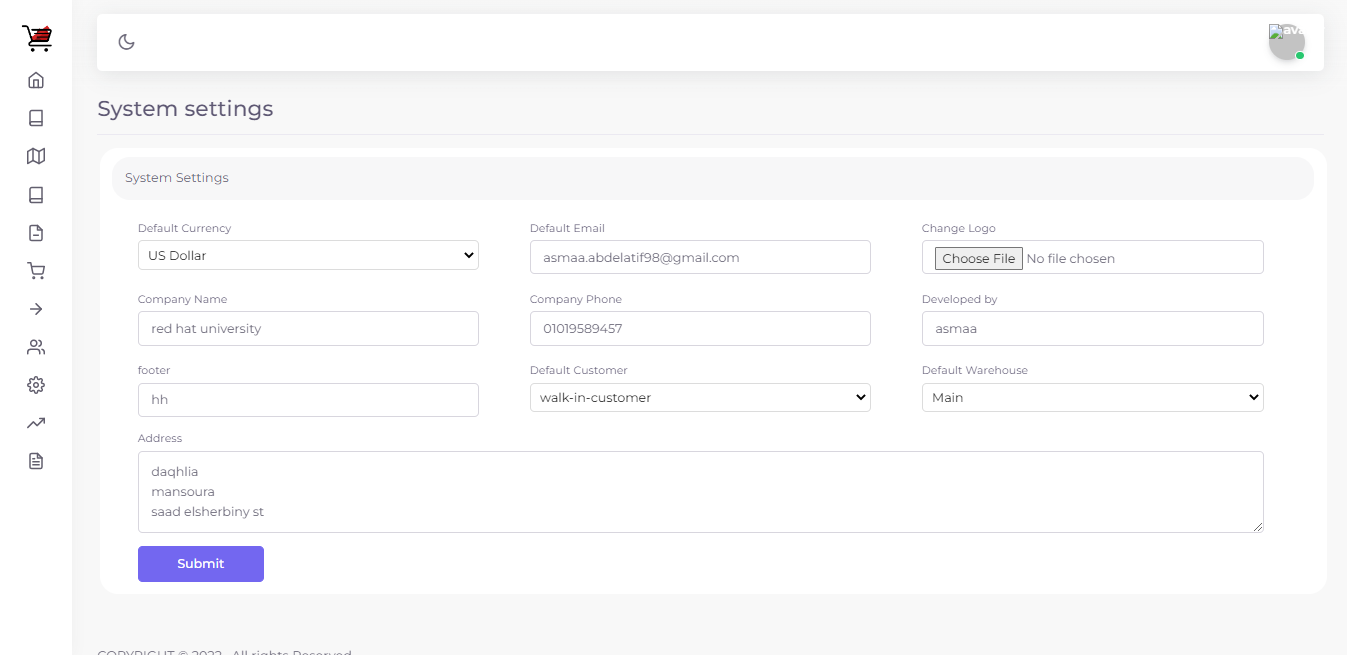 ava
System settings
System Settings
Default Currency
Default Email
Change Logo
US Dollar
asmaa.abdelatif98@gmail.com
Choose File No file chosen
Company Name
Company Phone
Developed by
red hat university
01019589457
asmaa
footer
Default Customer
Default Warehouse
hh
walk-in-customer
Main
Address
daqhlia
mansoura
saad elsherbiny st
Submit
COPYRIGHT © 2022 , All rights Reserved